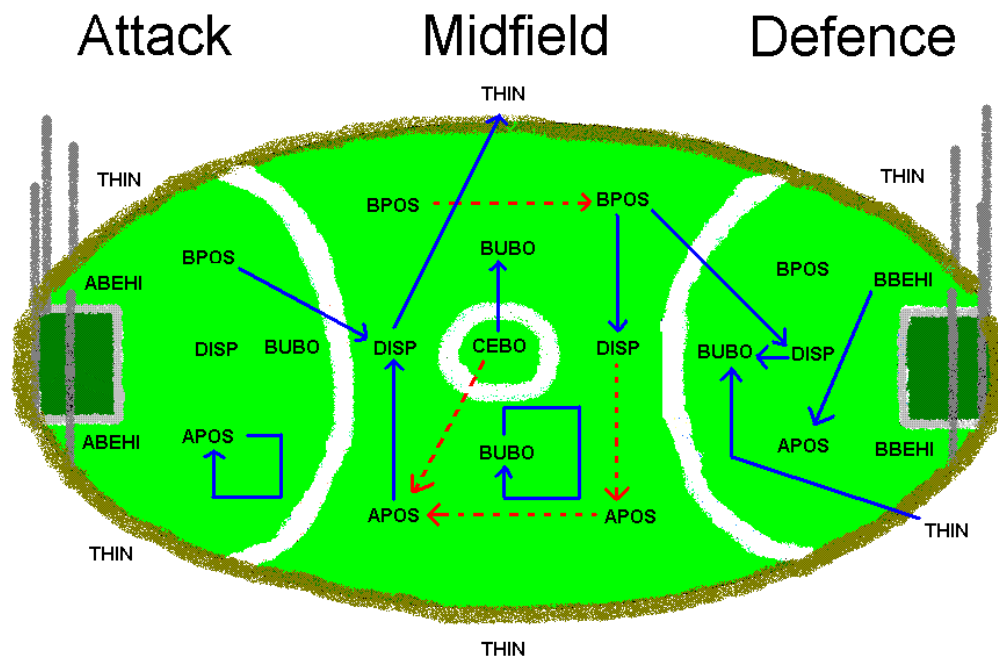 Attack Midfield Defence
THIN
THIN THIN
BPOS BPOS
BUBO
BPOS BPOS
ABEHI BBEHI
DISP BUBO DISP CEBO DISP BUBO DISP
APOS APOS
ABEHI BUBO BBEHI
APOS APOS
THIN THIN
THIN